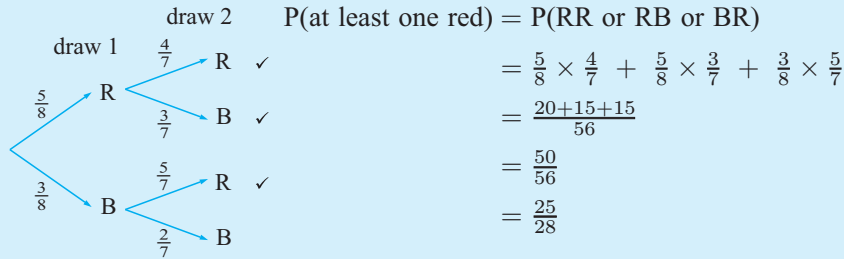 draw 2
draw 1
4/7
R ✓
5/8
R
3/7
B ✓
5/7
R ✓
3/8
B
2/7
B
P(at least one red) = P(RR or RB or BR)
= 5/8 × 4/7 + 5/8 × 3/7 + 3/8 × 5/7
= 20+15+15/56
= 50/56
= 25/28